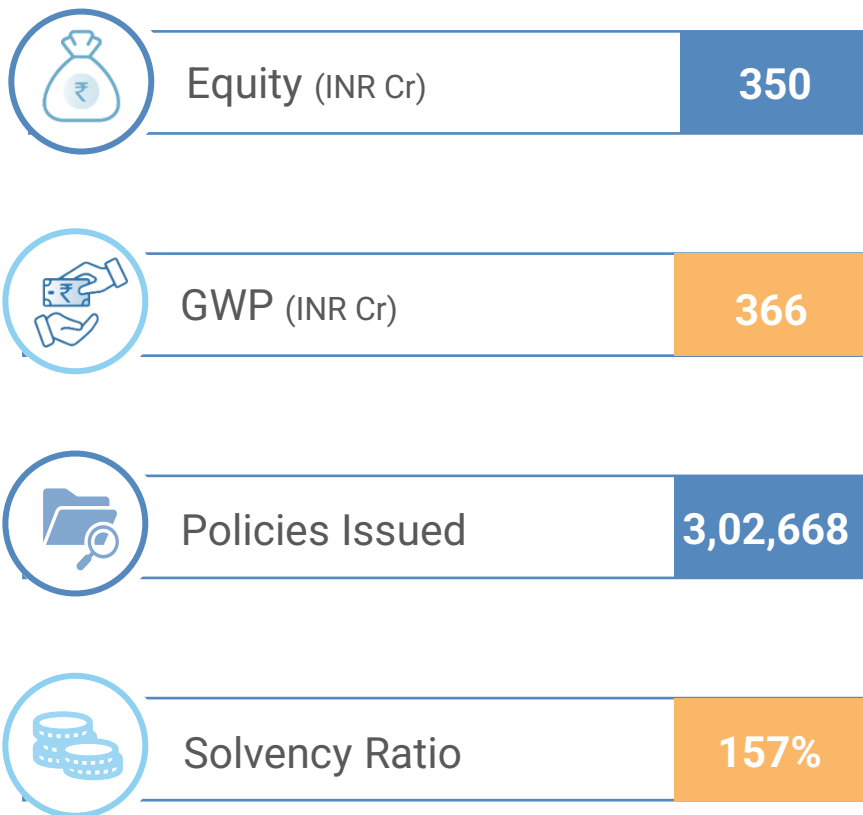 ₹
Equity (INR Cr) 350
₹
GWP (INR Cr) 366
Policies Issued 3,02,668
Solvency Ratio 157%